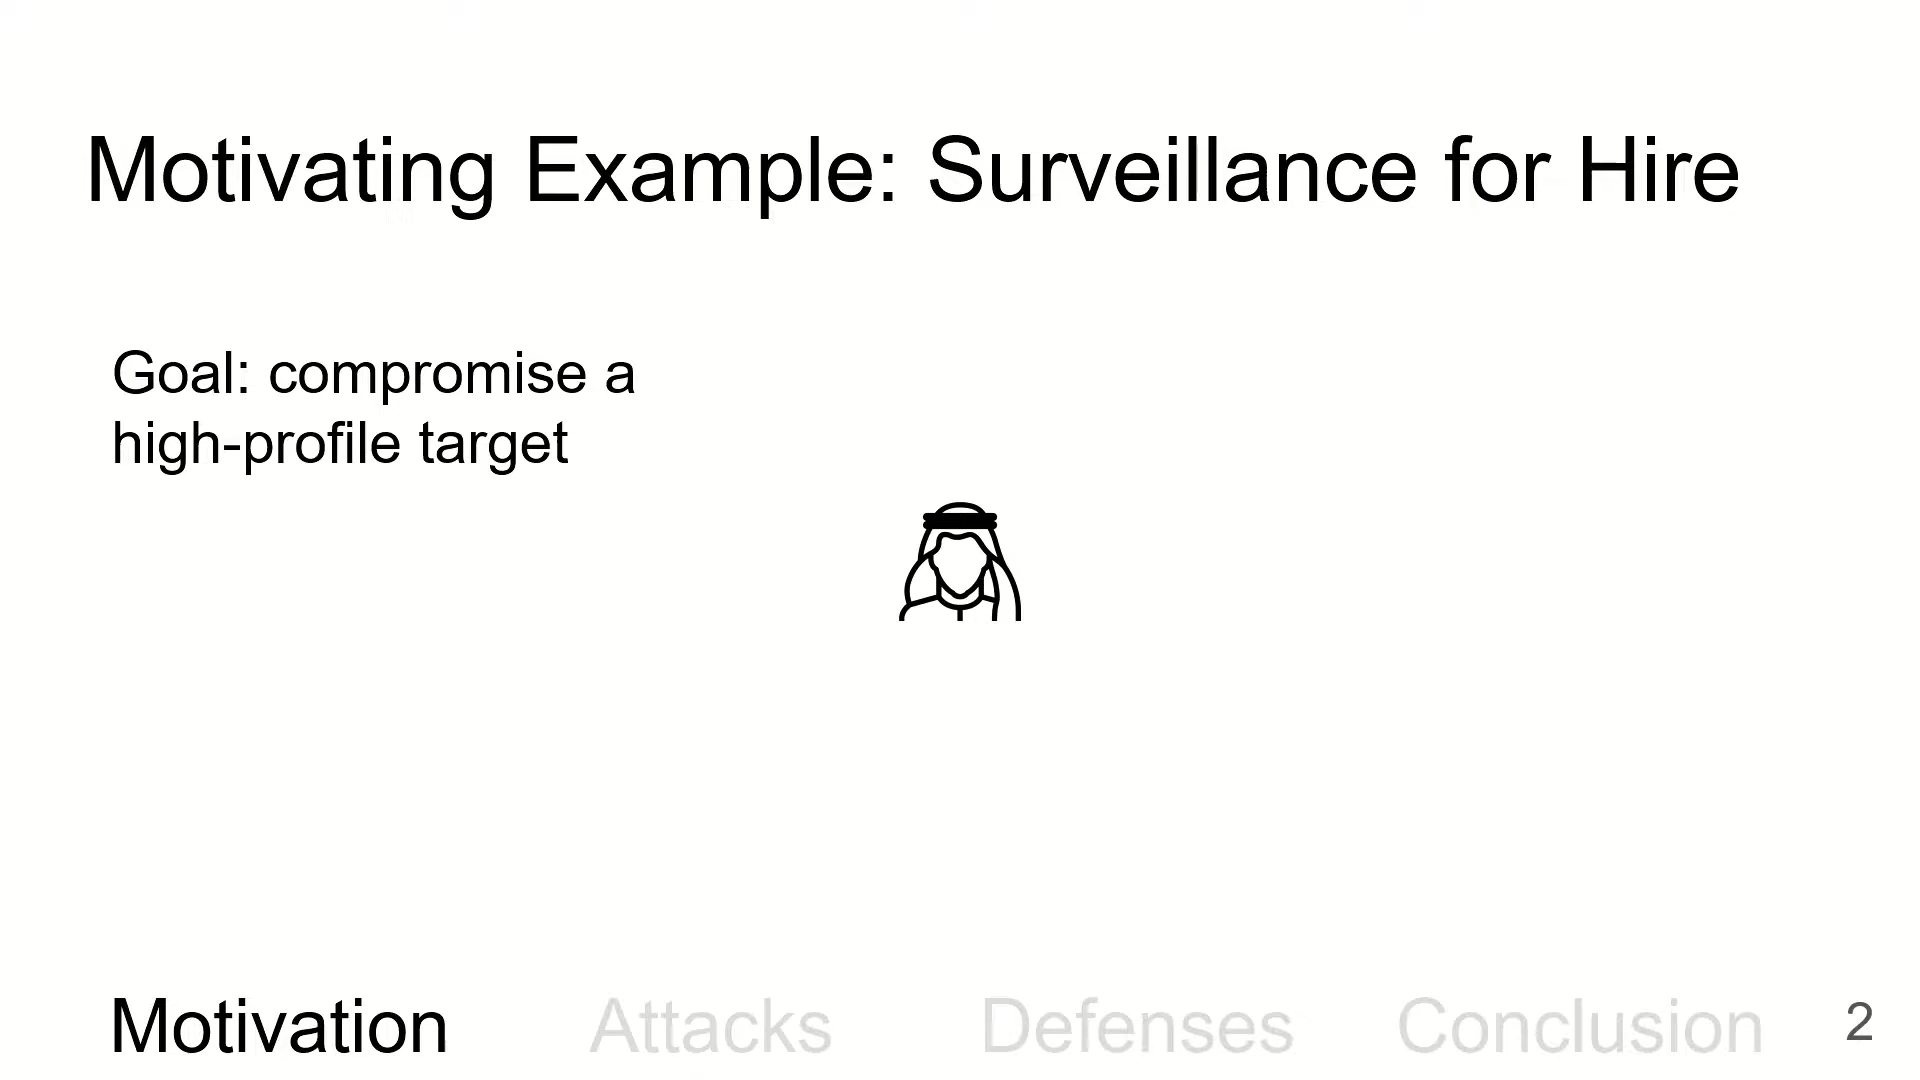 Motivating Example: Surveillance for Hire
Goal: compromise a
high-profile target
Motivation Attacks Defenses Conclusion 2